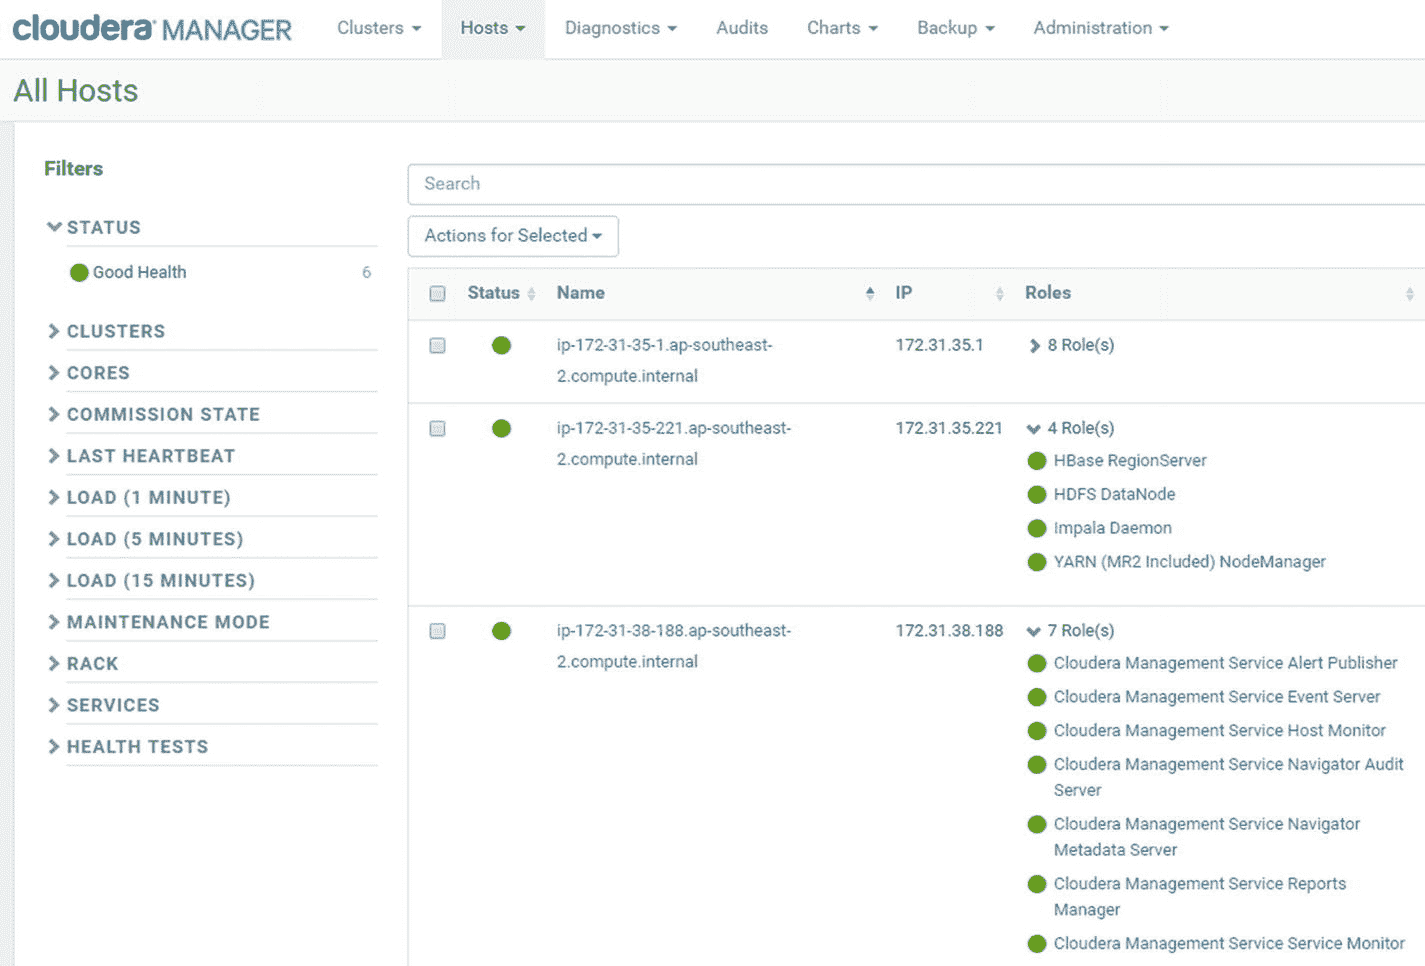 cloudera MANAGER
Clusters
Hosts
Diagnostics
Audits
Charts
Backup
Administration
All Hosts
Filters
STATUS
Good Health 6
CLUSTERS
CORES
COMMISSION STATE
LAST HEARTBEAT
LOAD (1 MINUTE)
LOAD (5 MINUTES)
LOAD (15 MINUTES)
MAINTENANCE MODE
RACK
SERVICES
HEALTH TESTS
Search
Actions for Selected
Status Name IP Roles
ip-172-31-35-1.ap-southeast-
2.compute.internal
172.31.35.1
8 Role(s)
ip-172-31-35-221.ap-southeast-
2.compute.internal
172.31.35.221
4 Role(s)
HBase RegionServer
HDFS DataNode
Impala Daemon
YARN (MR2 Included) NodeManager
ip-172-31-38-188.ap-southeast-
2.compute.internal
172.31.38.188
7 Role(s)
Cloudera Management Service Alert Publisher
Cloudera Management Service Event Server
Cloudera Management Service Host Monitor
Cloudera Management Service Navigator Audit
Server
Cloudera Management Service Navigator
Metadata Server
Cloudera Management Service Reports
Manager
Cloudera Management Service Service Monitor